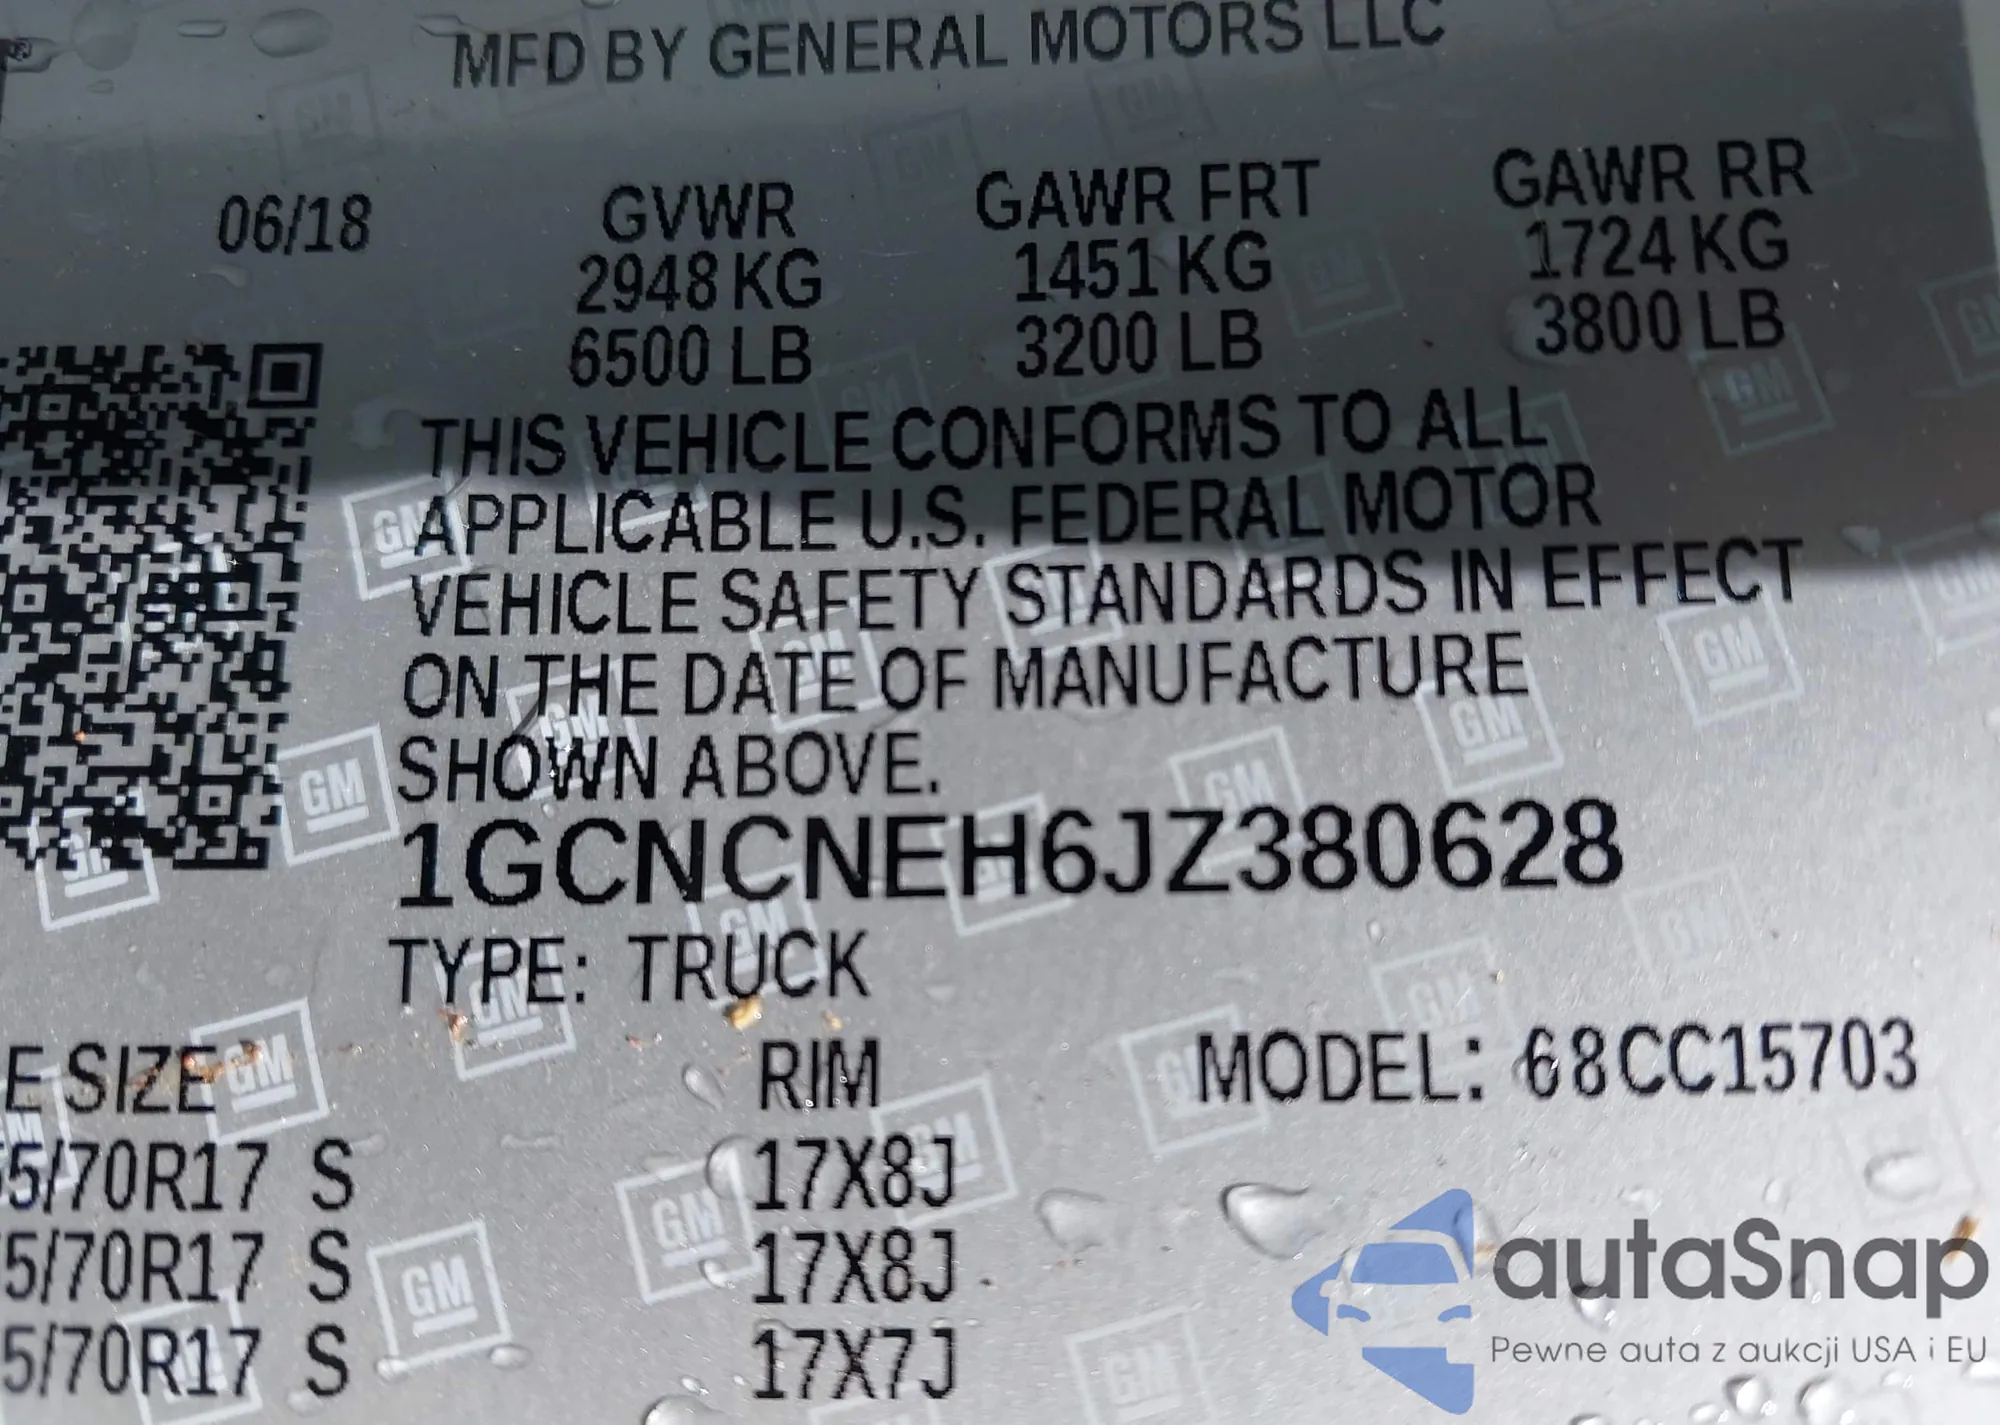 MFD BY GENERAL MOTORS LLC
06/18 GVWR GAWR FRT GAWR RR
2948 KG 1451 KG 1724 KG
6500 LB 3200 LB 3800 LB
THIS VEHICLE CONFORMS TO ALL
APPLICABLE U.S. FEDERAL MOTOR
VEHICLE SAFETY STANDARDS IN EFFECT
ON THE DATE OF MANUFACTURE
SHOWN ABOVE.
1GCNCNEH6JZ380628
TYPE: TRUCK
E SIZE RIM MODEL: 68CC15703
5/70R17 S 17X8J
5/70R17 S 17X8J
5/70R17 S 17X7J
GM
autaSnap
Pewne auta z aukcji USA i EU